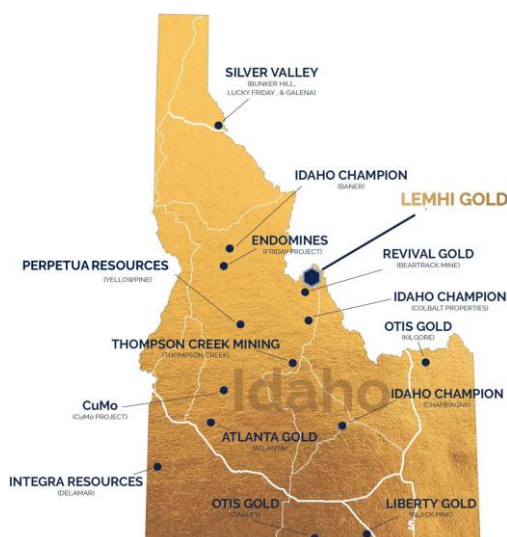 SILVER VALLEY
(BUNKER HILL,
LUCKY FRIDAY , & GALENA)
IDAHO CHAMPION
(BANER)
LEMHI GOLD
ENDOMINES
(FRIDAY PROJECT)
REVIVAL GOLD
(BEARTRACK MINE)
PERPETUA RESOURCES
(YELLOWPINE)
IDAHO CHAMPION
(COLBALT PROPERTIES)
OTIS GOLD
(KILGORE)
THOMPSON CREEK MINING
(THOMPSON CREEK)
Idaho
IDAHO CHAMPION
(CHAMPAGNE)
CuMo
(CuMO PROJECT)
ATLANTA GOLD
(ATLANTA)
INTEGRA RESOURCES
(DELAMAR)
OTIS GOLD
(OAKLEY)
LIBERTY GOLD
(BLACK PINE)
S